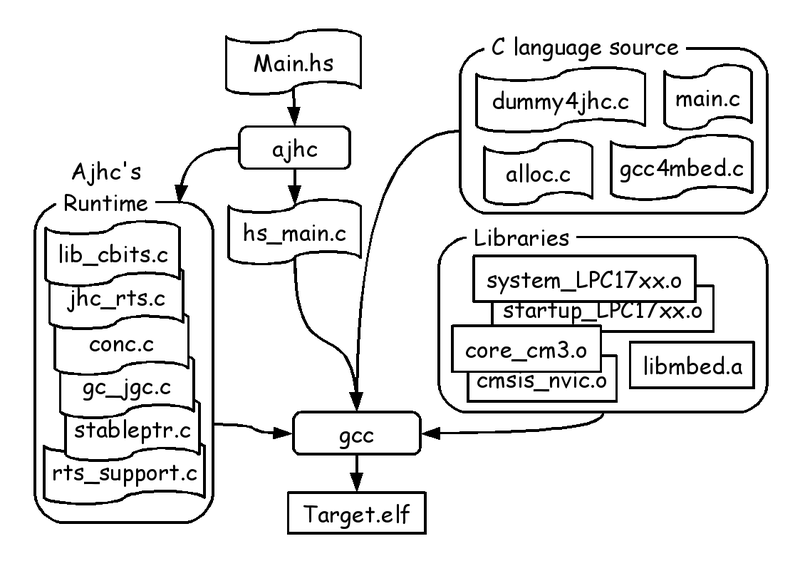 Main.hs
ajhc
hs_main.c
Ajhc's
Runtime
lib_cbits.c
jhc_rts.c
conc.c
gc_jgc.c
stableptr.c
rts_support.c
C language source
dummy4jhc.c
main.c
alloc.c
gcc4mbed.c
Libraries
system_LPC17xx.o
startup_LPC17xx.o
core_cm3.o
cmsis_nvic.o
libmbed.a
gcc
Target.elf